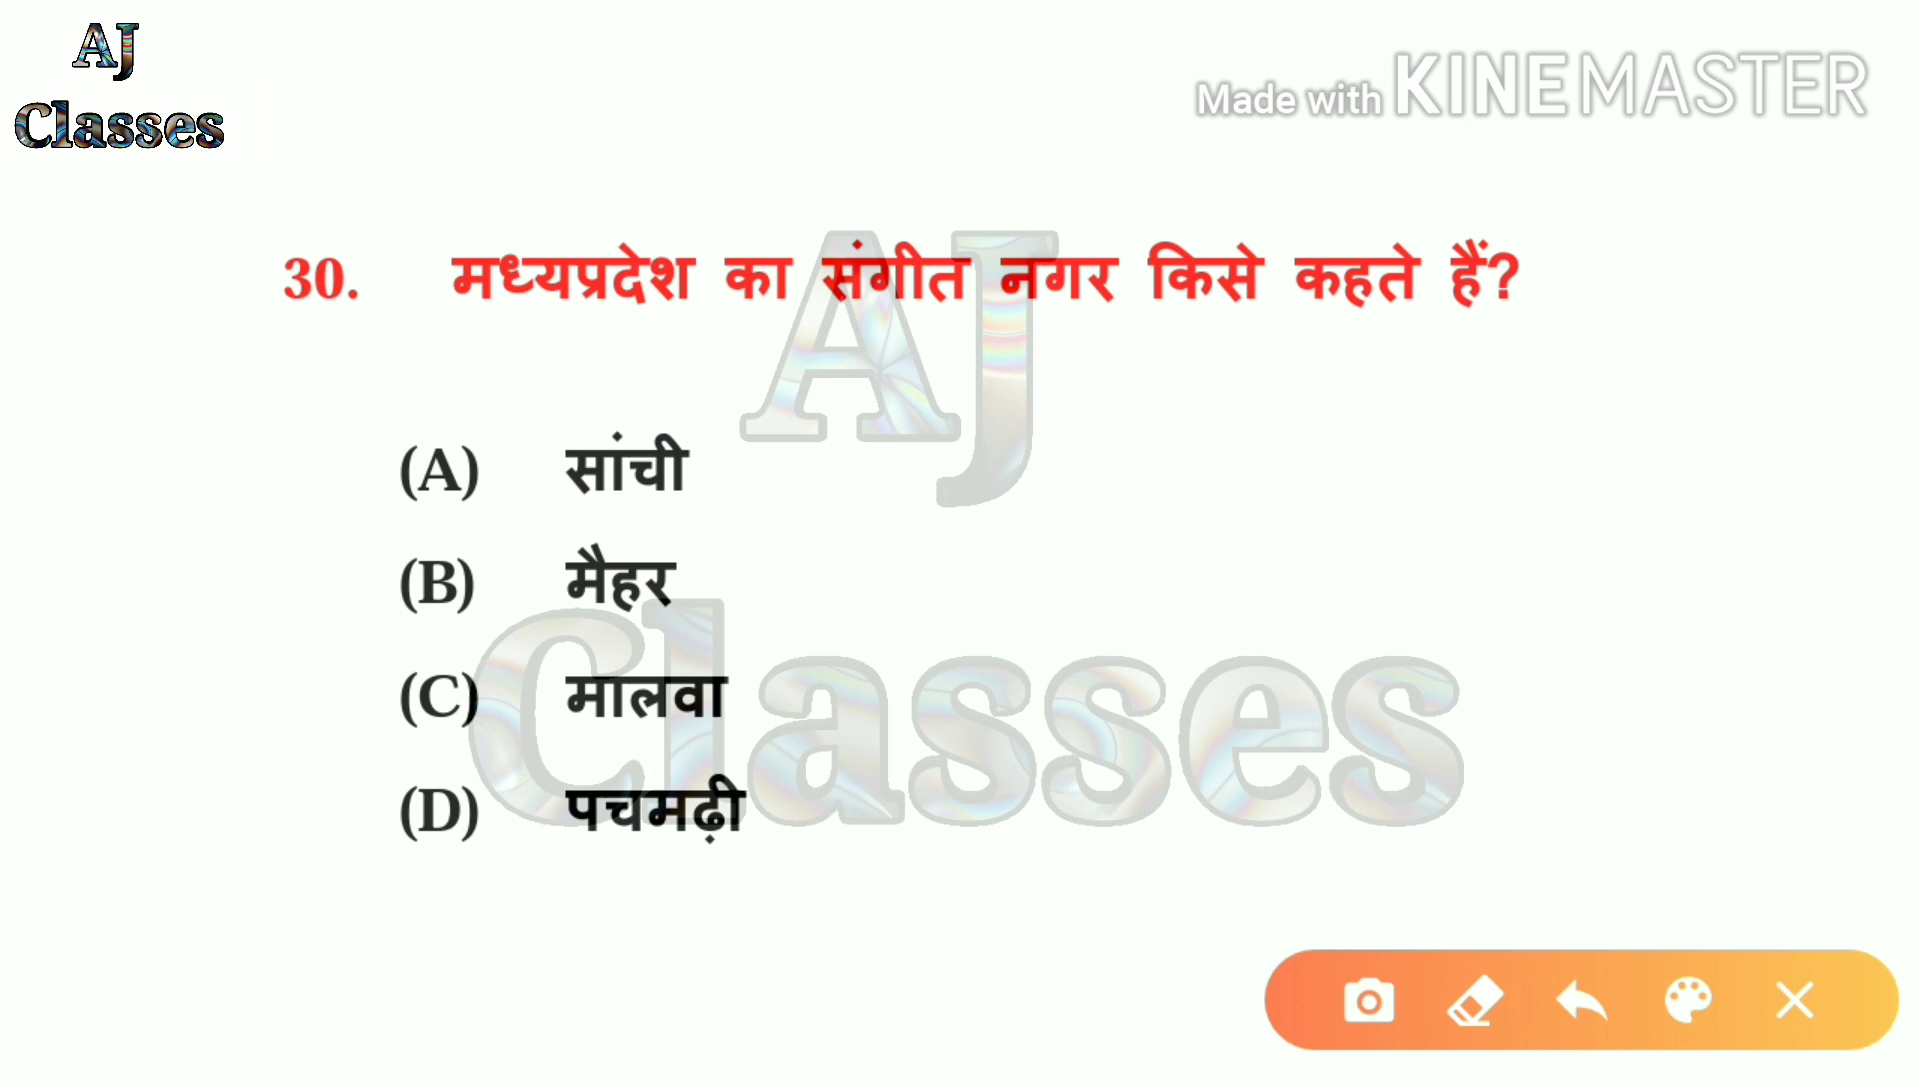 AJ
Classes
Made with KINEMASTER
30. मध्यप्रदेश का संगीत नगर किसे कहते हैं?
(A) सांची
(B) मैहर
(C) मालवा
(D) पचमढ़ी
AJ
Classes